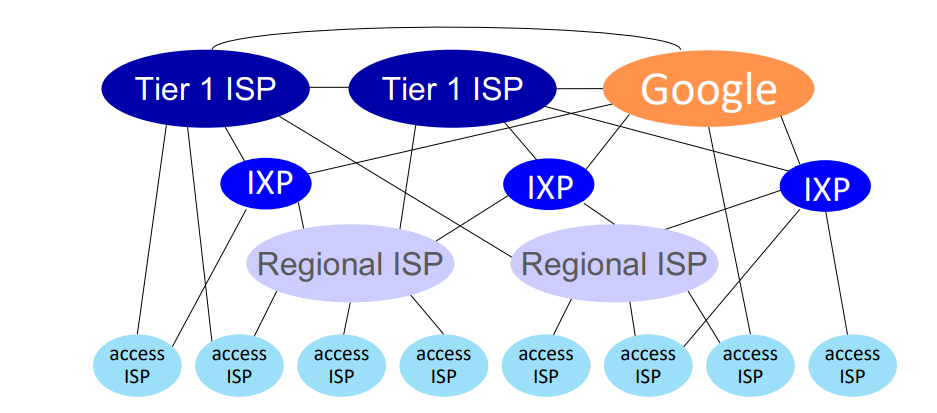 Tier 1 ISP
Tier 1 ISP
Google
IXP
IXP
IXP
Regional ISP
Regional ISP
access
ISP
access
ISP
access
ISP
access
ISP
access
ISP
access
ISP
access
ISP
access
ISP